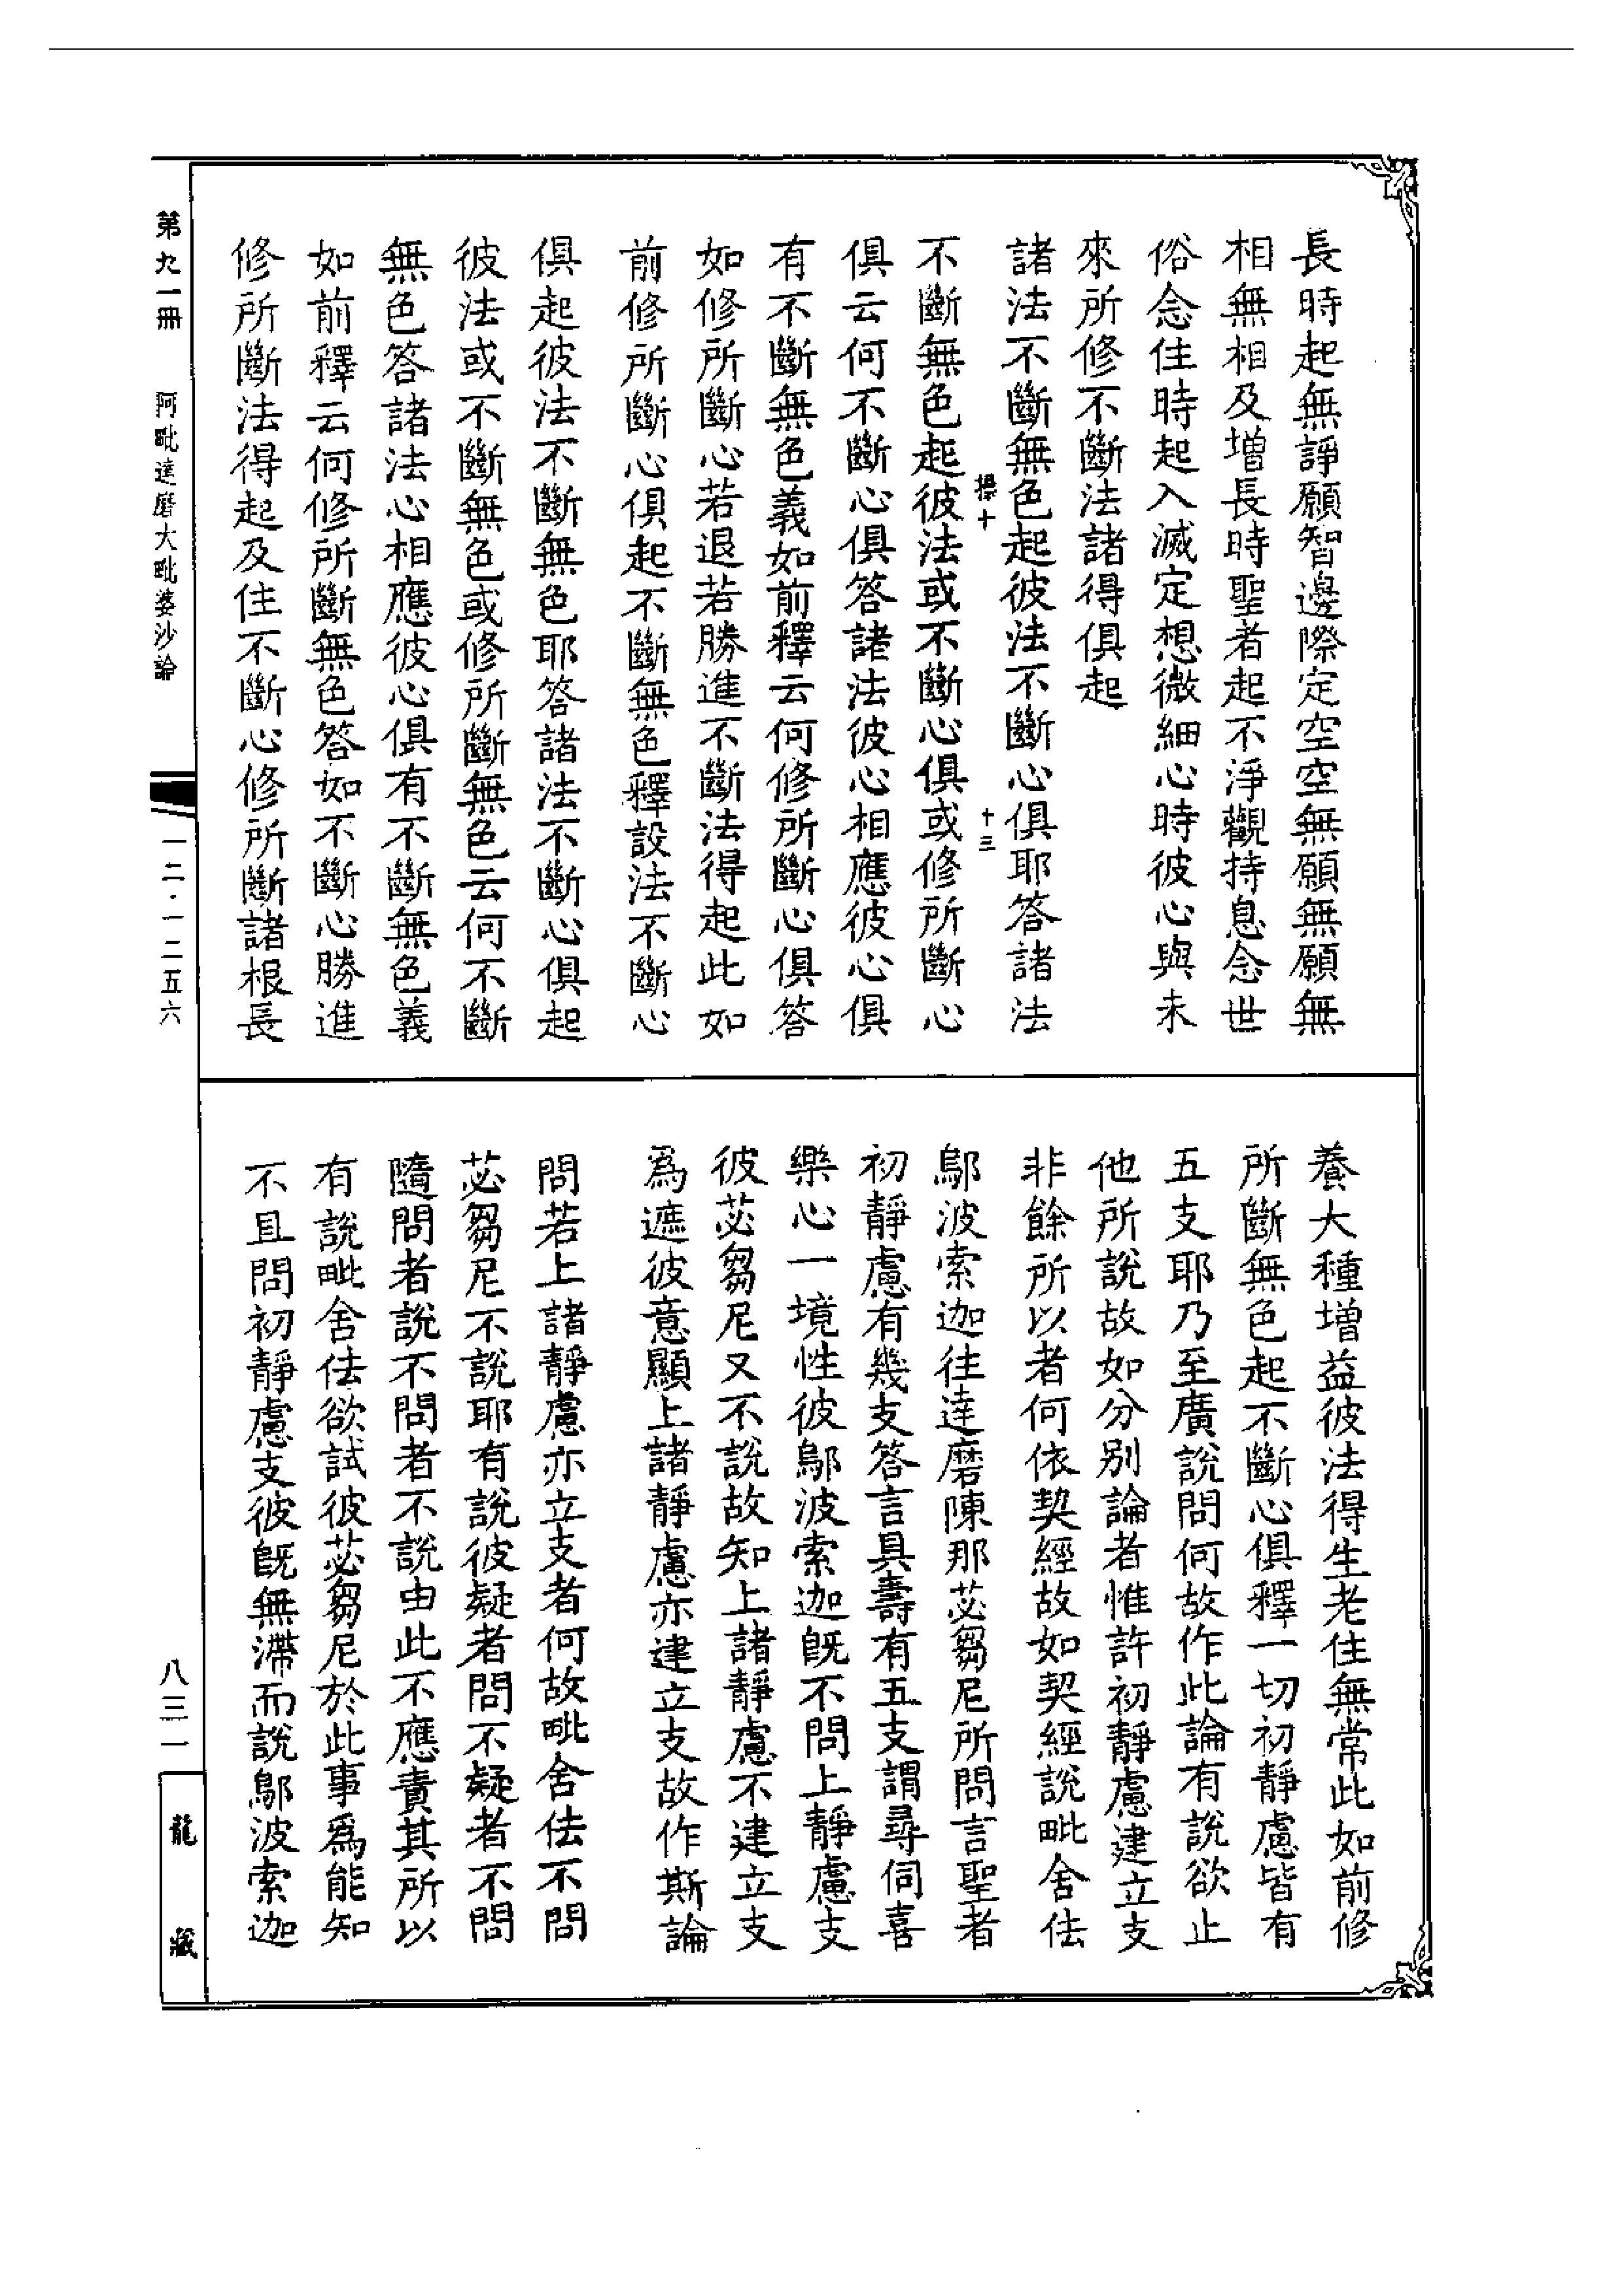 長時起無諍願智邊際定空空無願無願無
相無相及增長時聖者起不淨觀持息念世
俗念住時起入滅定想微細心時彼心與未
來所修不斷法諸得俱起
諸法不斷無色起彼法不斷心俱耶答諸法
操十
十三
不斷無色起彼法或不斷心俱或修所斷心
俱云何不斷心俱答諸法彼心相應彼心俱
有不斷無色義如前釋云何修所斷心俱答
如修所斷心若退若勝進不斷法得起此如
前修所斷心俱起不斷無色釋設法不斷心
俱起彼法不斷無色耶答諸法不斷心俱起
彼法或不斷無色或修所斷無色云何不斷
無色答諸法心相應彼心俱有不斷無色義
如前釋云何修所斷無色答如不斷心勝進
修所斷法得起及住不斷心修所斷諸根長
養大種增益彼法得生老住無常此如前修
所斷無色起不斷心俱釋一切初靜慮皆有
五支耶乃至廣說問何故作此論有說欲止
他所說故如分別論者惟許初靜慮建立支
非餘所以者何依契經故如契經說毗舍佉
鄔波索迦往達磨陳那苾芻尼所問言聖者
初靜慮有幾支答言具壽有五支謂尋伺喜
樂心一境性彼鄔波索迦既不問上靜慮支
彼苾芻尼又不說故知上諸靜慮不建立支
為遮彼意顯上諸靜慮亦建立支故作斯論
問若上諸靜慮亦立支者何故毗舍佉不問
苾芻尼不說耶有說彼疑者問不疑者不問
隨問者說不問者不說由此不應責其所以
有說毗舍佉欲試彼苾芻尼於此事為能知
不且問初靜慮支彼既無滯而說鄔波索迦
第九一冊
阿毗達磨大毗婆沙論
一二·一二五六
八三一
龍藏